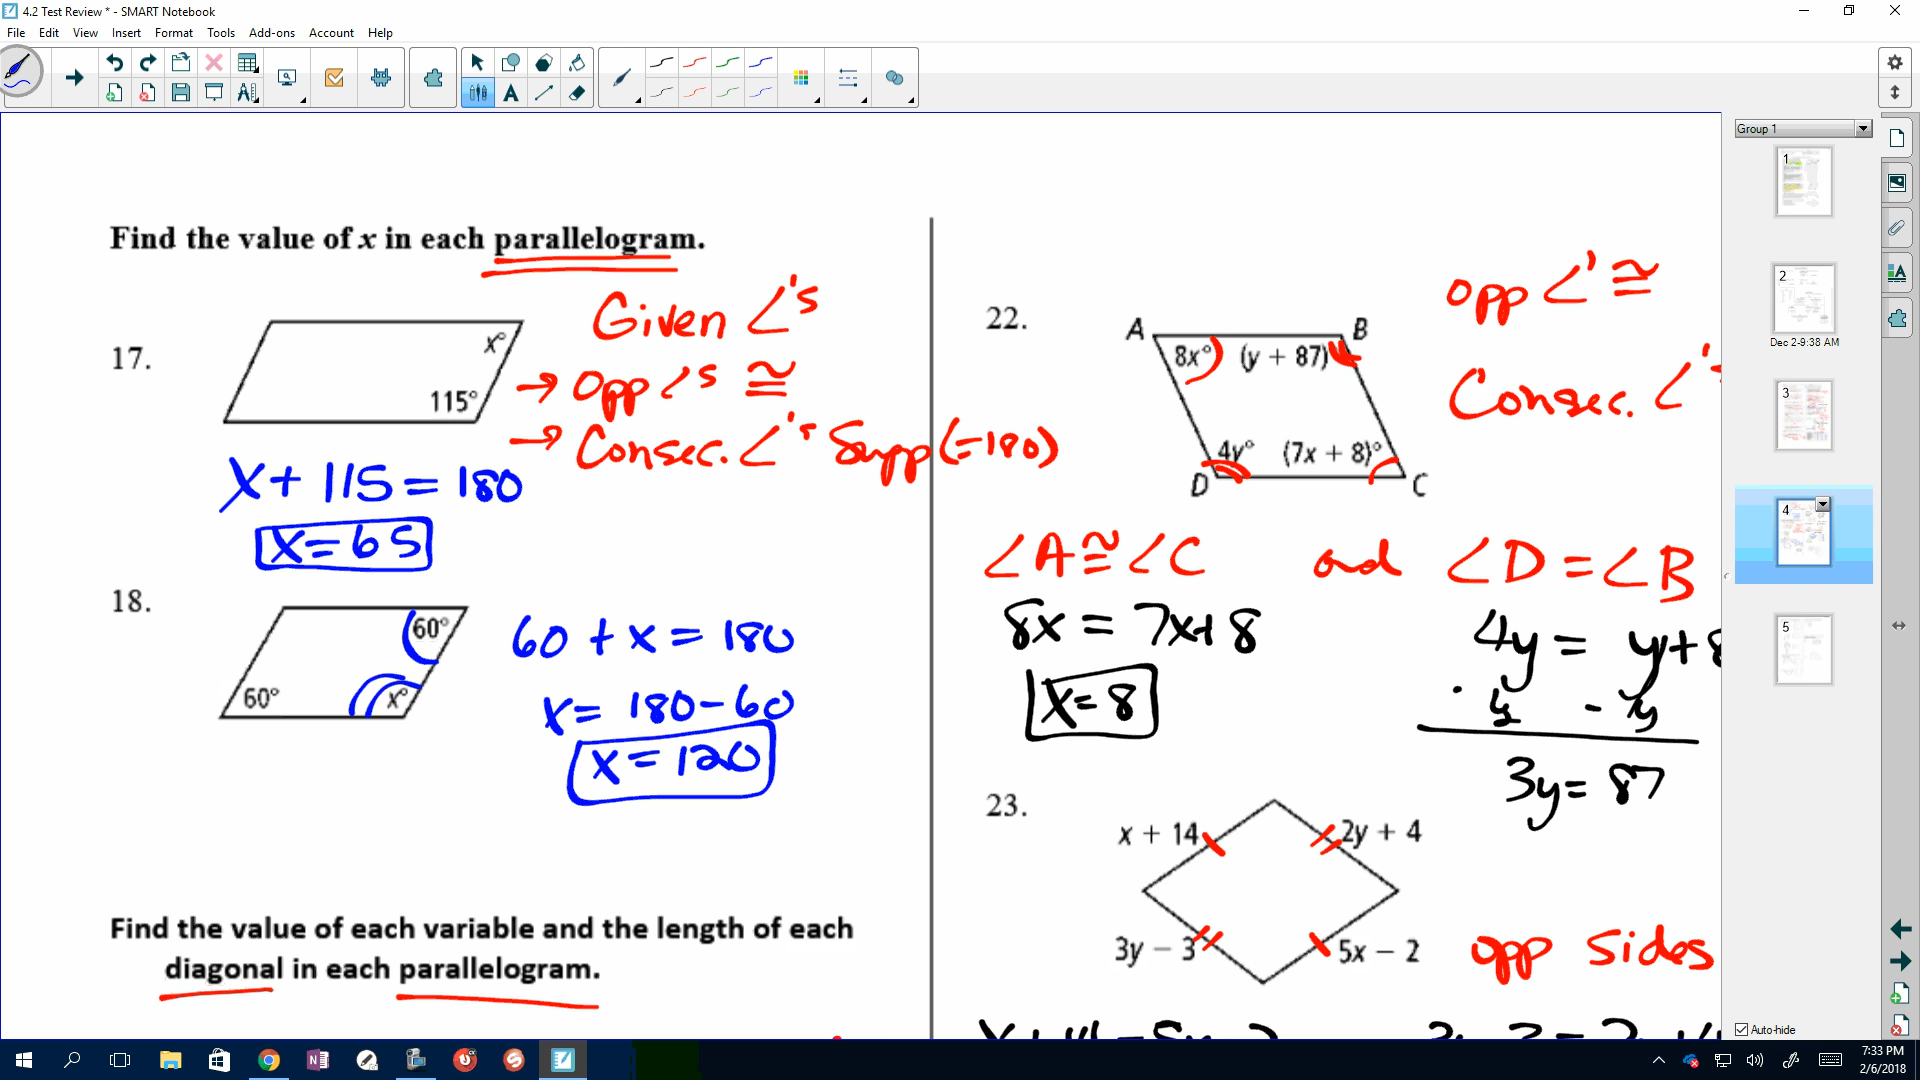 4.2 Test Review * - SMART Notebook
File Edit View Insert Format Tools Add-ons Account Help
Group 1
1
2
Dec 2-9:38 AM
3
4
5
Auto-hide
Find the value of x in each parallelogram.
Given ∠'s
→ Opp ∠s ≅
→ Consec. ∠'s Supp (=180)
17.
x°
115°
x + 115 = 180
x = 65
18.
60°
60°
x°
60 + x = 180
x = 180 - 60
x = 120
Find the value of each variable and the length of each
diagonal in each parallelogram.
22.
A
B
8x° (y + 87)
4y° (7x + 8)°
D
C
opp ∠' ≅
Consec. ∠'
∠A ≅ ∠C and ∠D = ∠B
8x = 7x+8
x = 8
4y = y+8
- y - y
3y = 87
23.
x + 14
2y + 4
3y − 3
5x − 2
opp sides
7:33 PM
2/6/2018